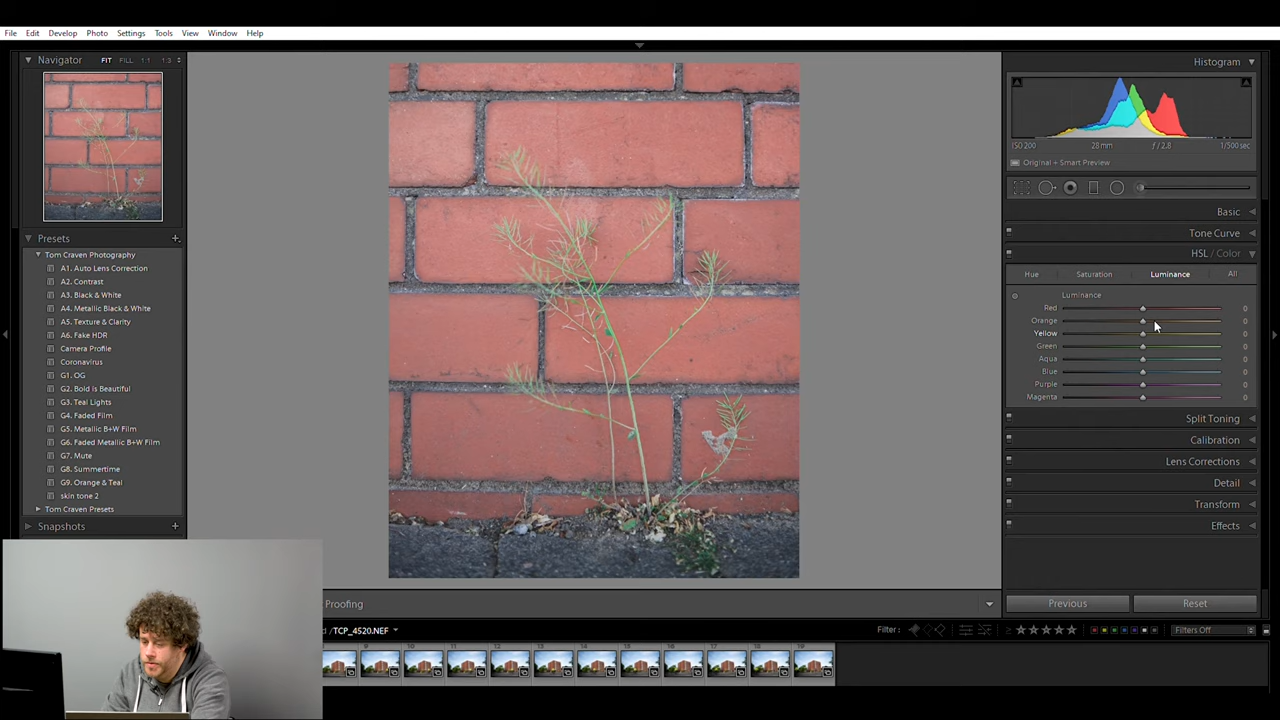 File Edit Develop Photo Settings Tools View Window Help
Navigator FIT FILL 1:1 1:3
Histogram
ISO 200 28mm ƒ / 2.8 1/500 sec
Original + Smart Preview
Basic
Tone Curve
HSL / Color
Hue Saturation Luminance All
Luminance
Red 0
Orange 0
Yellow 0
Green 0
Aqua 0
Blue 0
Purple 0
Magenta 0
Split Toning
Calibration
Lens Corrections
Detail
Transform
Effects
Previous Reset
Presets +
Tom Craven Photography
A1. Auto Lens Correction
A2. Contrast
A3. Black & White
A4. Metallic Black & White
A5. Texture & Clarity
A6. Fake HDR
Camera Profile
Coronavirus
G1. OG
G2. Bold is Beautiful
G3. Teal Lights
G4. Faded Film
G5. Metallic B+W Film
G6. Faded Metallic B+W Film
G7. Mute
G8. Summertime
G9. Orange & Teal
skin tone 2
Tom Craven Presets
Snapshots +
Proofing
/TCP_4520.NEF
Filter: Filters Off